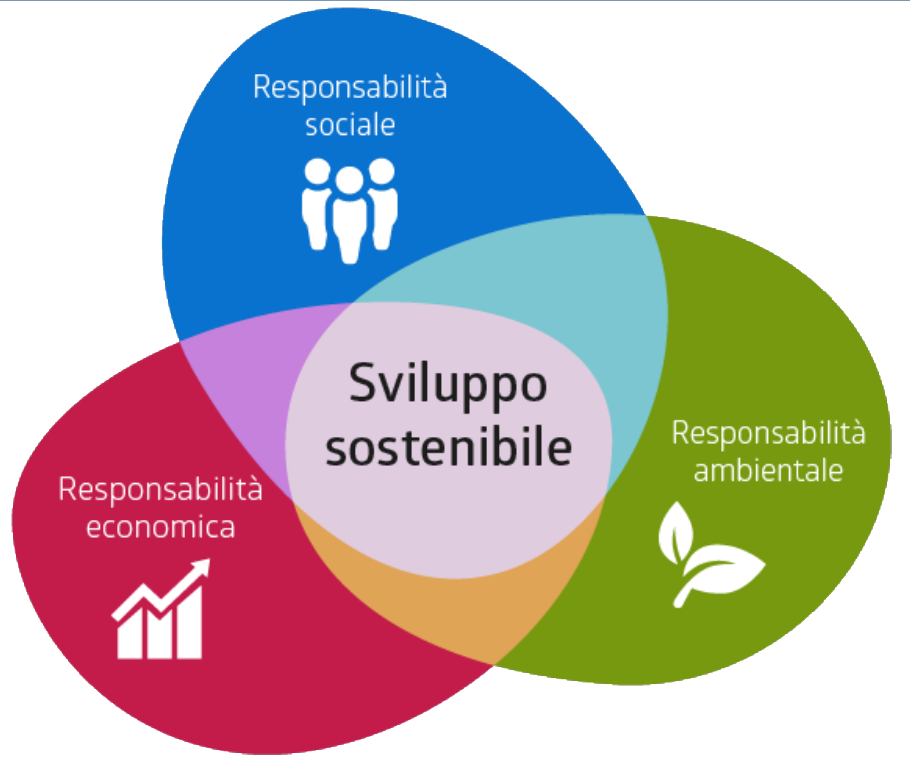 Responsabilità
sociale
Sviluppo
sostenibile
Responsabilità
ambientale
Responsabilità
economica